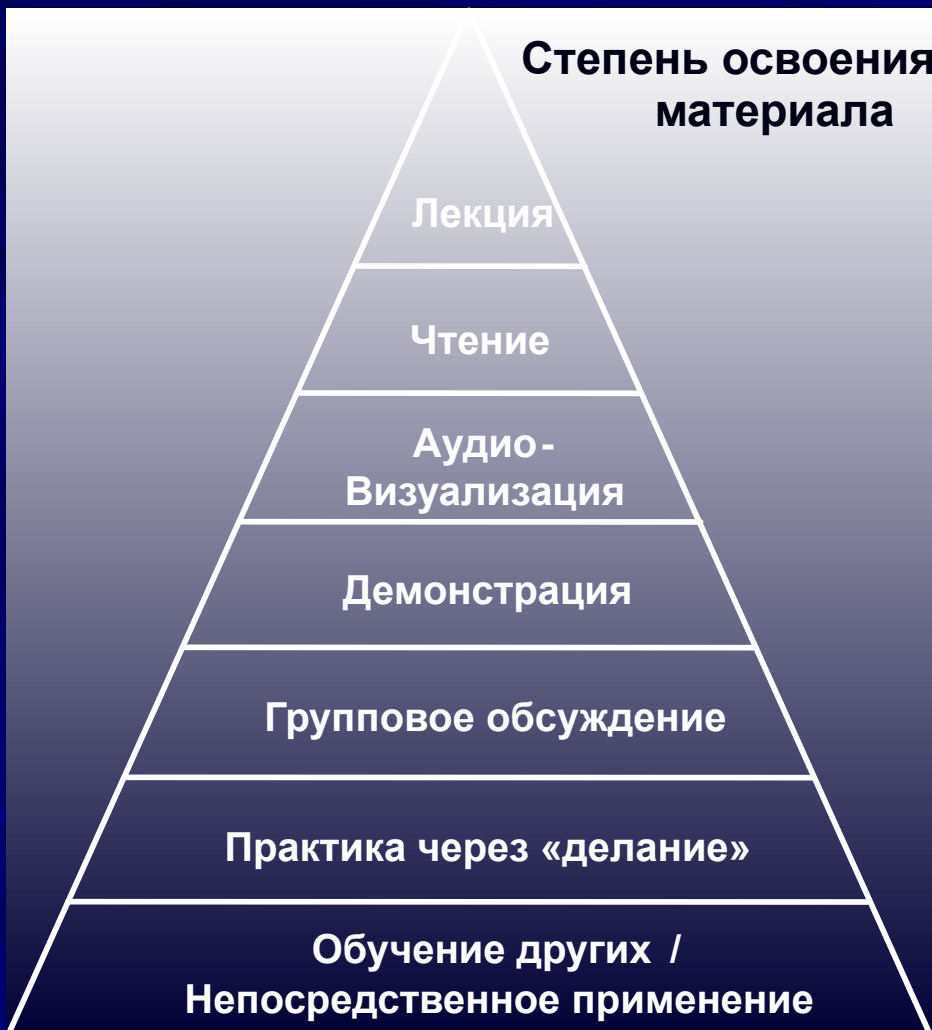 Степень освоения
материала
Лекция
Чтение
Аудио-
Визуализация
Демонстрация
Групповое обсуждение
Практика через «делание»
Обучение других /
Непосредственное применение